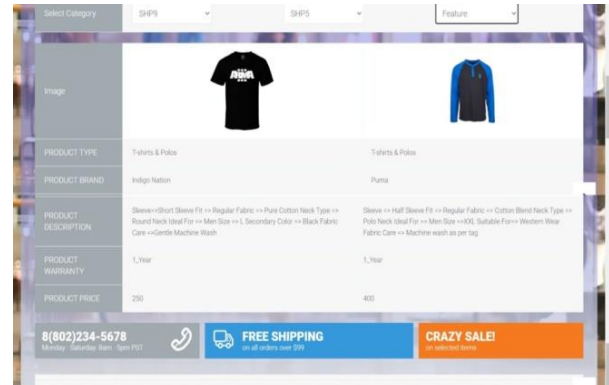 Select Category SHP9 SHP5 Feature
Image
PRODUCT TYPE T-shirts & Polos T-shirts & Polos
PRODUCT BRAND Indigo Nation Puma
PRODUCT
DESCRIPTION
Sleeve=>Short Sleeve Fit => Regular Fabric => Pure Cotton Neck Type =>
Round Neck Ideal For => Men Size => L Secondary Color => Black Fabric
Care =>Gentle Machine Wash
Sleeve => Half Sleeve Fit => Regular Fabric => Cotton Blend Neck Type =>
Polo Neck Ideal For => Men Size =>XXL Suitable For=> Western Wear
Fabric Care => Machine wash as per tag
PRODUCT
WARRANTY
1_Year 1_Year
PRODUCT PRICE 250 400
8(802)234-5678
Monday - Saturday: 8am - 5pm PST
FREE SHIPPING
on all orders over $99
CRAZY SALE!
on selected items